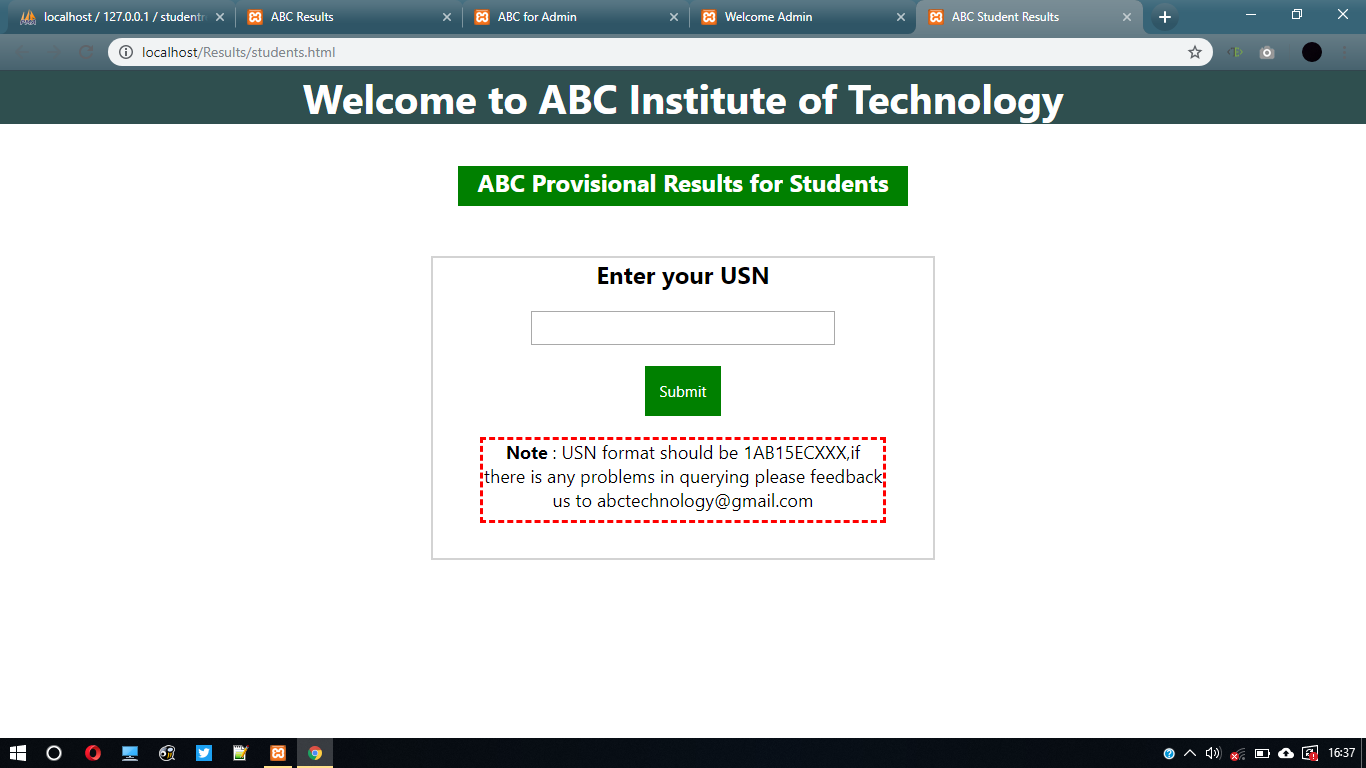 localhost / 127.0.0.1 / studentr
ABC Results
ABC for Admin
Welcome Admin
ABC Student Results
localhost/Results/students.html
Welcome to ABC Institute of Technology
ABC Provisional Results for Students
Enter your USN
Submit
Note : USN format should be 1AB15ECXXX,if
there is any problems in querying please feedback
us to abctechnology@gmail.com
16:37